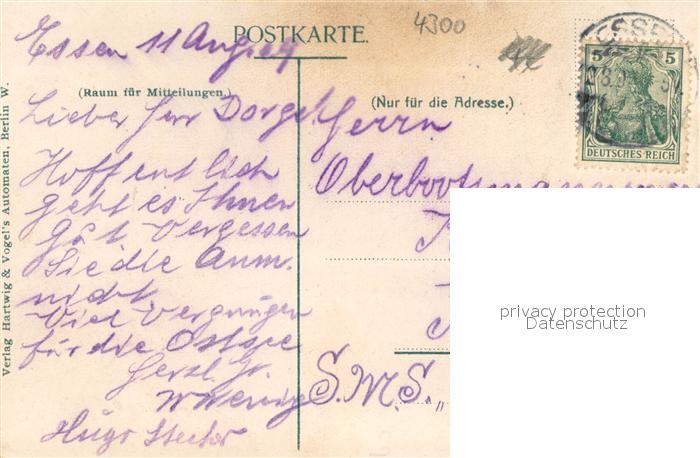 4300
POSTKARTE.
Essen 11 Aug
(Raum für Mitteilungen.)
Lieber Herr
Hoffentlich
geht es Ihnen
gut. Vergessen
Sie die
nicht.
Viel Vergnügen
für die Ostsee
Herzl. Gr.
Hugo
(Nur für die Adresse.)
Herrn
S.M.S. „
ESSEN
5 5
DEUTSCHES REICH
Verlag Hartwig & Vogel's Automaten, Berlin W.
privacy protection
Datenschutz